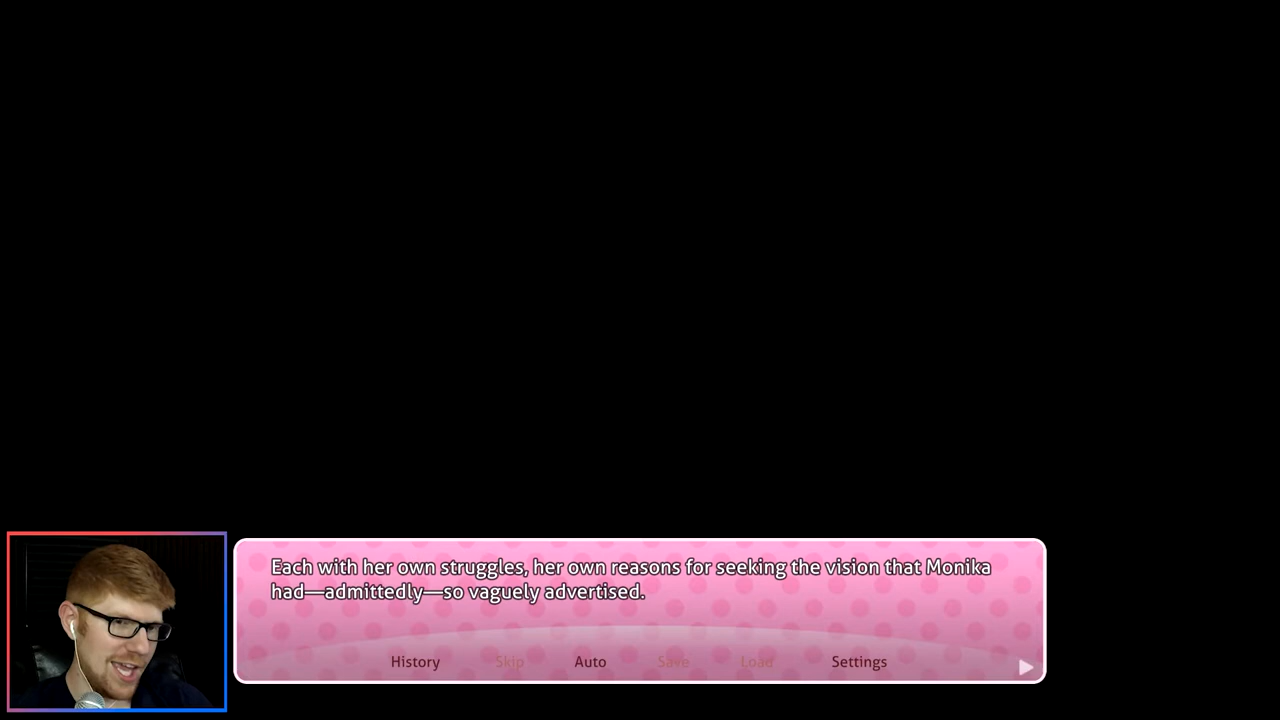 Each with her own struggles, her own reasons for seeking the vision that Monika
had—admittedly—so vaguely advertised.
History Skip Auto Save Load Settings